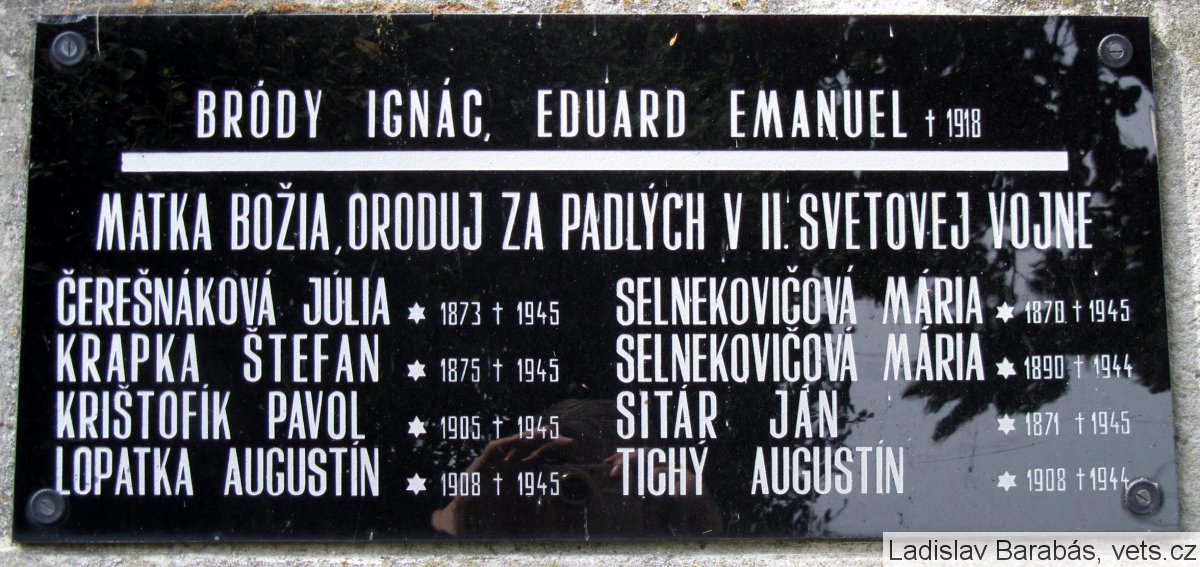 BRÓDY IGNÁC, EDUARD EMANUEL † 1918
MATKA BOŽIA, ORODUJ ZA PADLÝCH V II. SVETOVEJ VOJNE
ČEREŠNÁKOVÁ JÚLIA ✶ 1873 † 1945
KRAPKA ŠTEFAN ✶ 1875 † 1945
KRIŠTOFÍK PAVOL ✶ 1905 † 1945
LOPATKA AUGUSTÍN ✶ 1908 † 1945
SELNEKOVIČOVÁ MÁRIA ✶ 1870 † 1945
SELNEKOVIČOVÁ MÁRIA ✶ 1890 † 1944
SITÁR JÁN ✶ 1871 † 1945
TICHÝ AUGUSTÍN ✶ 1908 † 1944
Ladislav Barabás, vets.cz